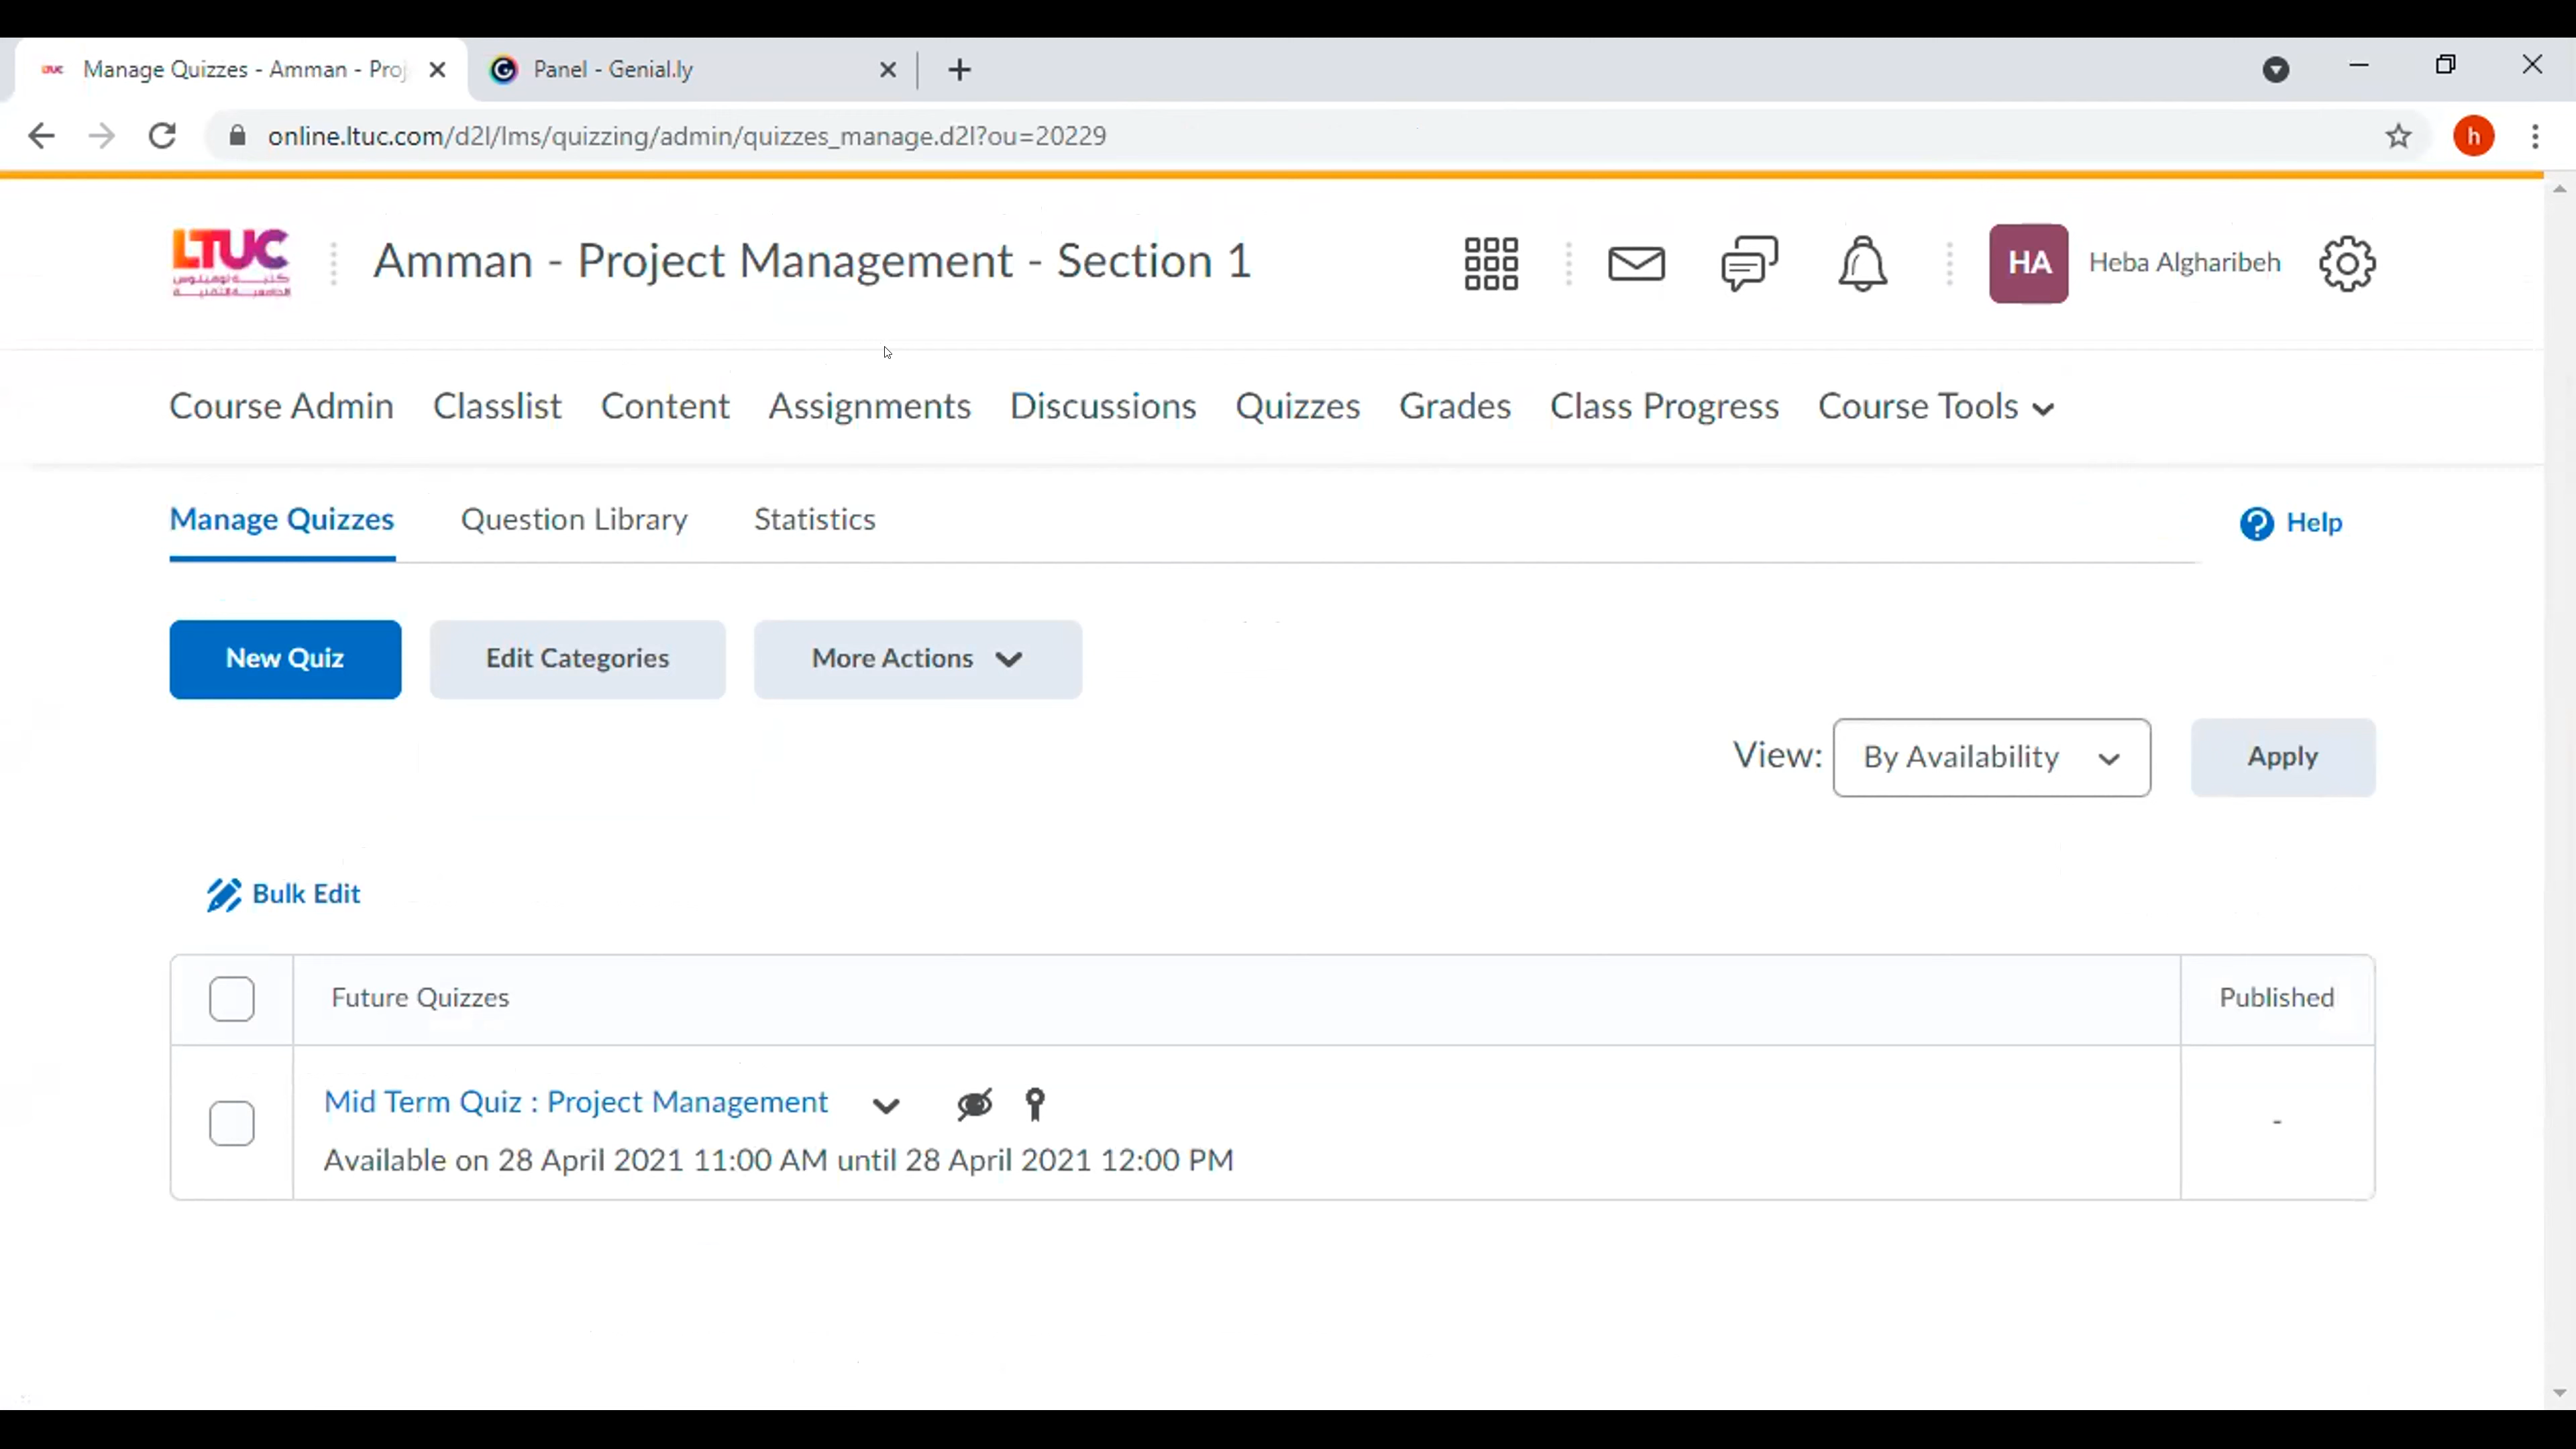 Manage Quizzes - Amman - Proj
Panel - Genial.ly
online.ltuc.com/d2l/lms/quizzing/admin/quizzes_manage.d2l?ou=20229
h
LTUC
كلية لومينوس
الجامعية التقنية
Amman - Project Management - Section 1
HA
Heba Algharibeh
Course Admin
Classlist
Content
Assignments
Discussions
Quizzes
Grades
Class Progress
Course Tools
Manage Quizzes
Question Library
Statistics
Help
New Quiz
Edit Categories
More Actions
View:
By Availability
Apply
Bulk Edit
Future Quizzes
Published
Mid Term Quiz : Project Management
-
Available on 28 April 2021 11:00 AM until 28 April 2021 12:00 PM